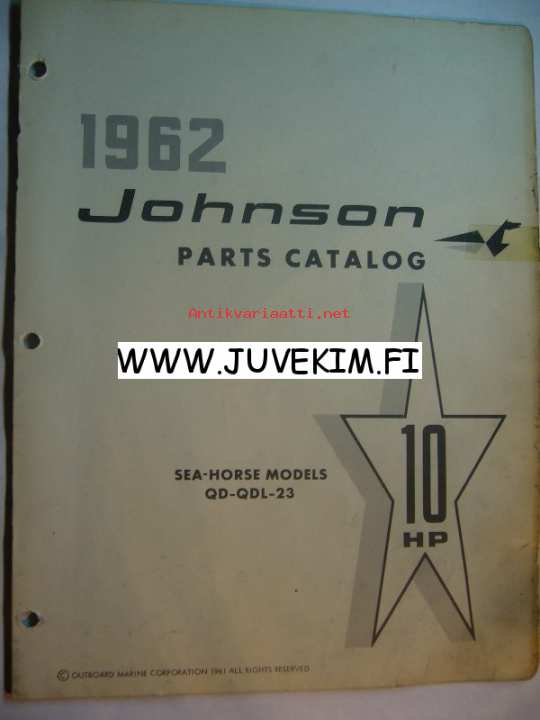 1962
Johnson
PARTS CATALOG
Antikvariaatti.net
WWW.JUVEKIM.FI
10
HP
SEA-HORSE MODELS
QD-QDL-23
© OUTBOARD MARINE CORPORATION 1961 ALL RIGHTS RESERVED